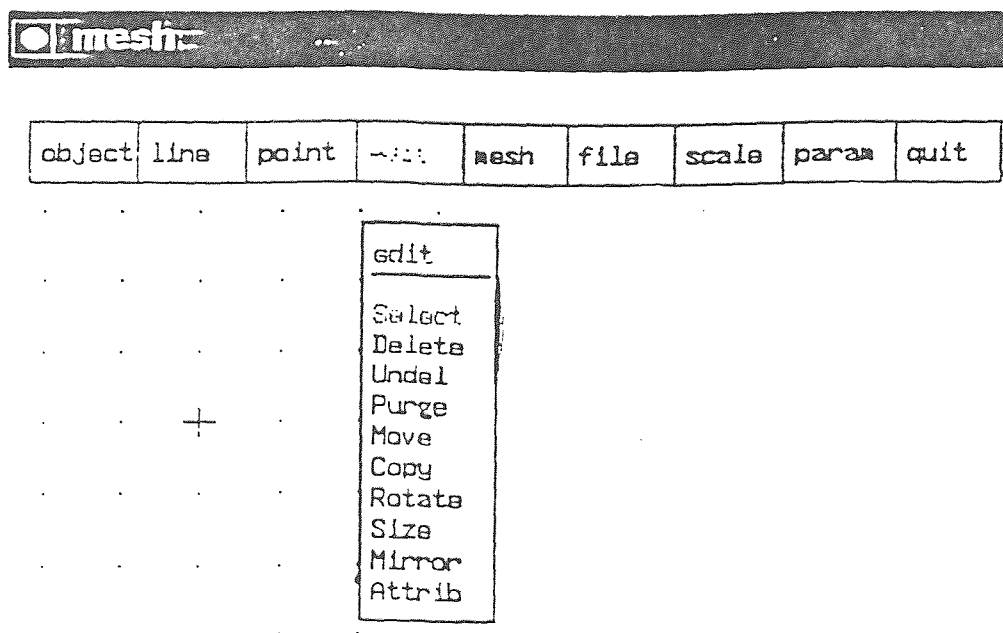 mesh
object line point mesh file scale param quit
edit
Select
Delete
Undel
Purge
Move
Copy
Rotate
Size
Mirror
Attrib